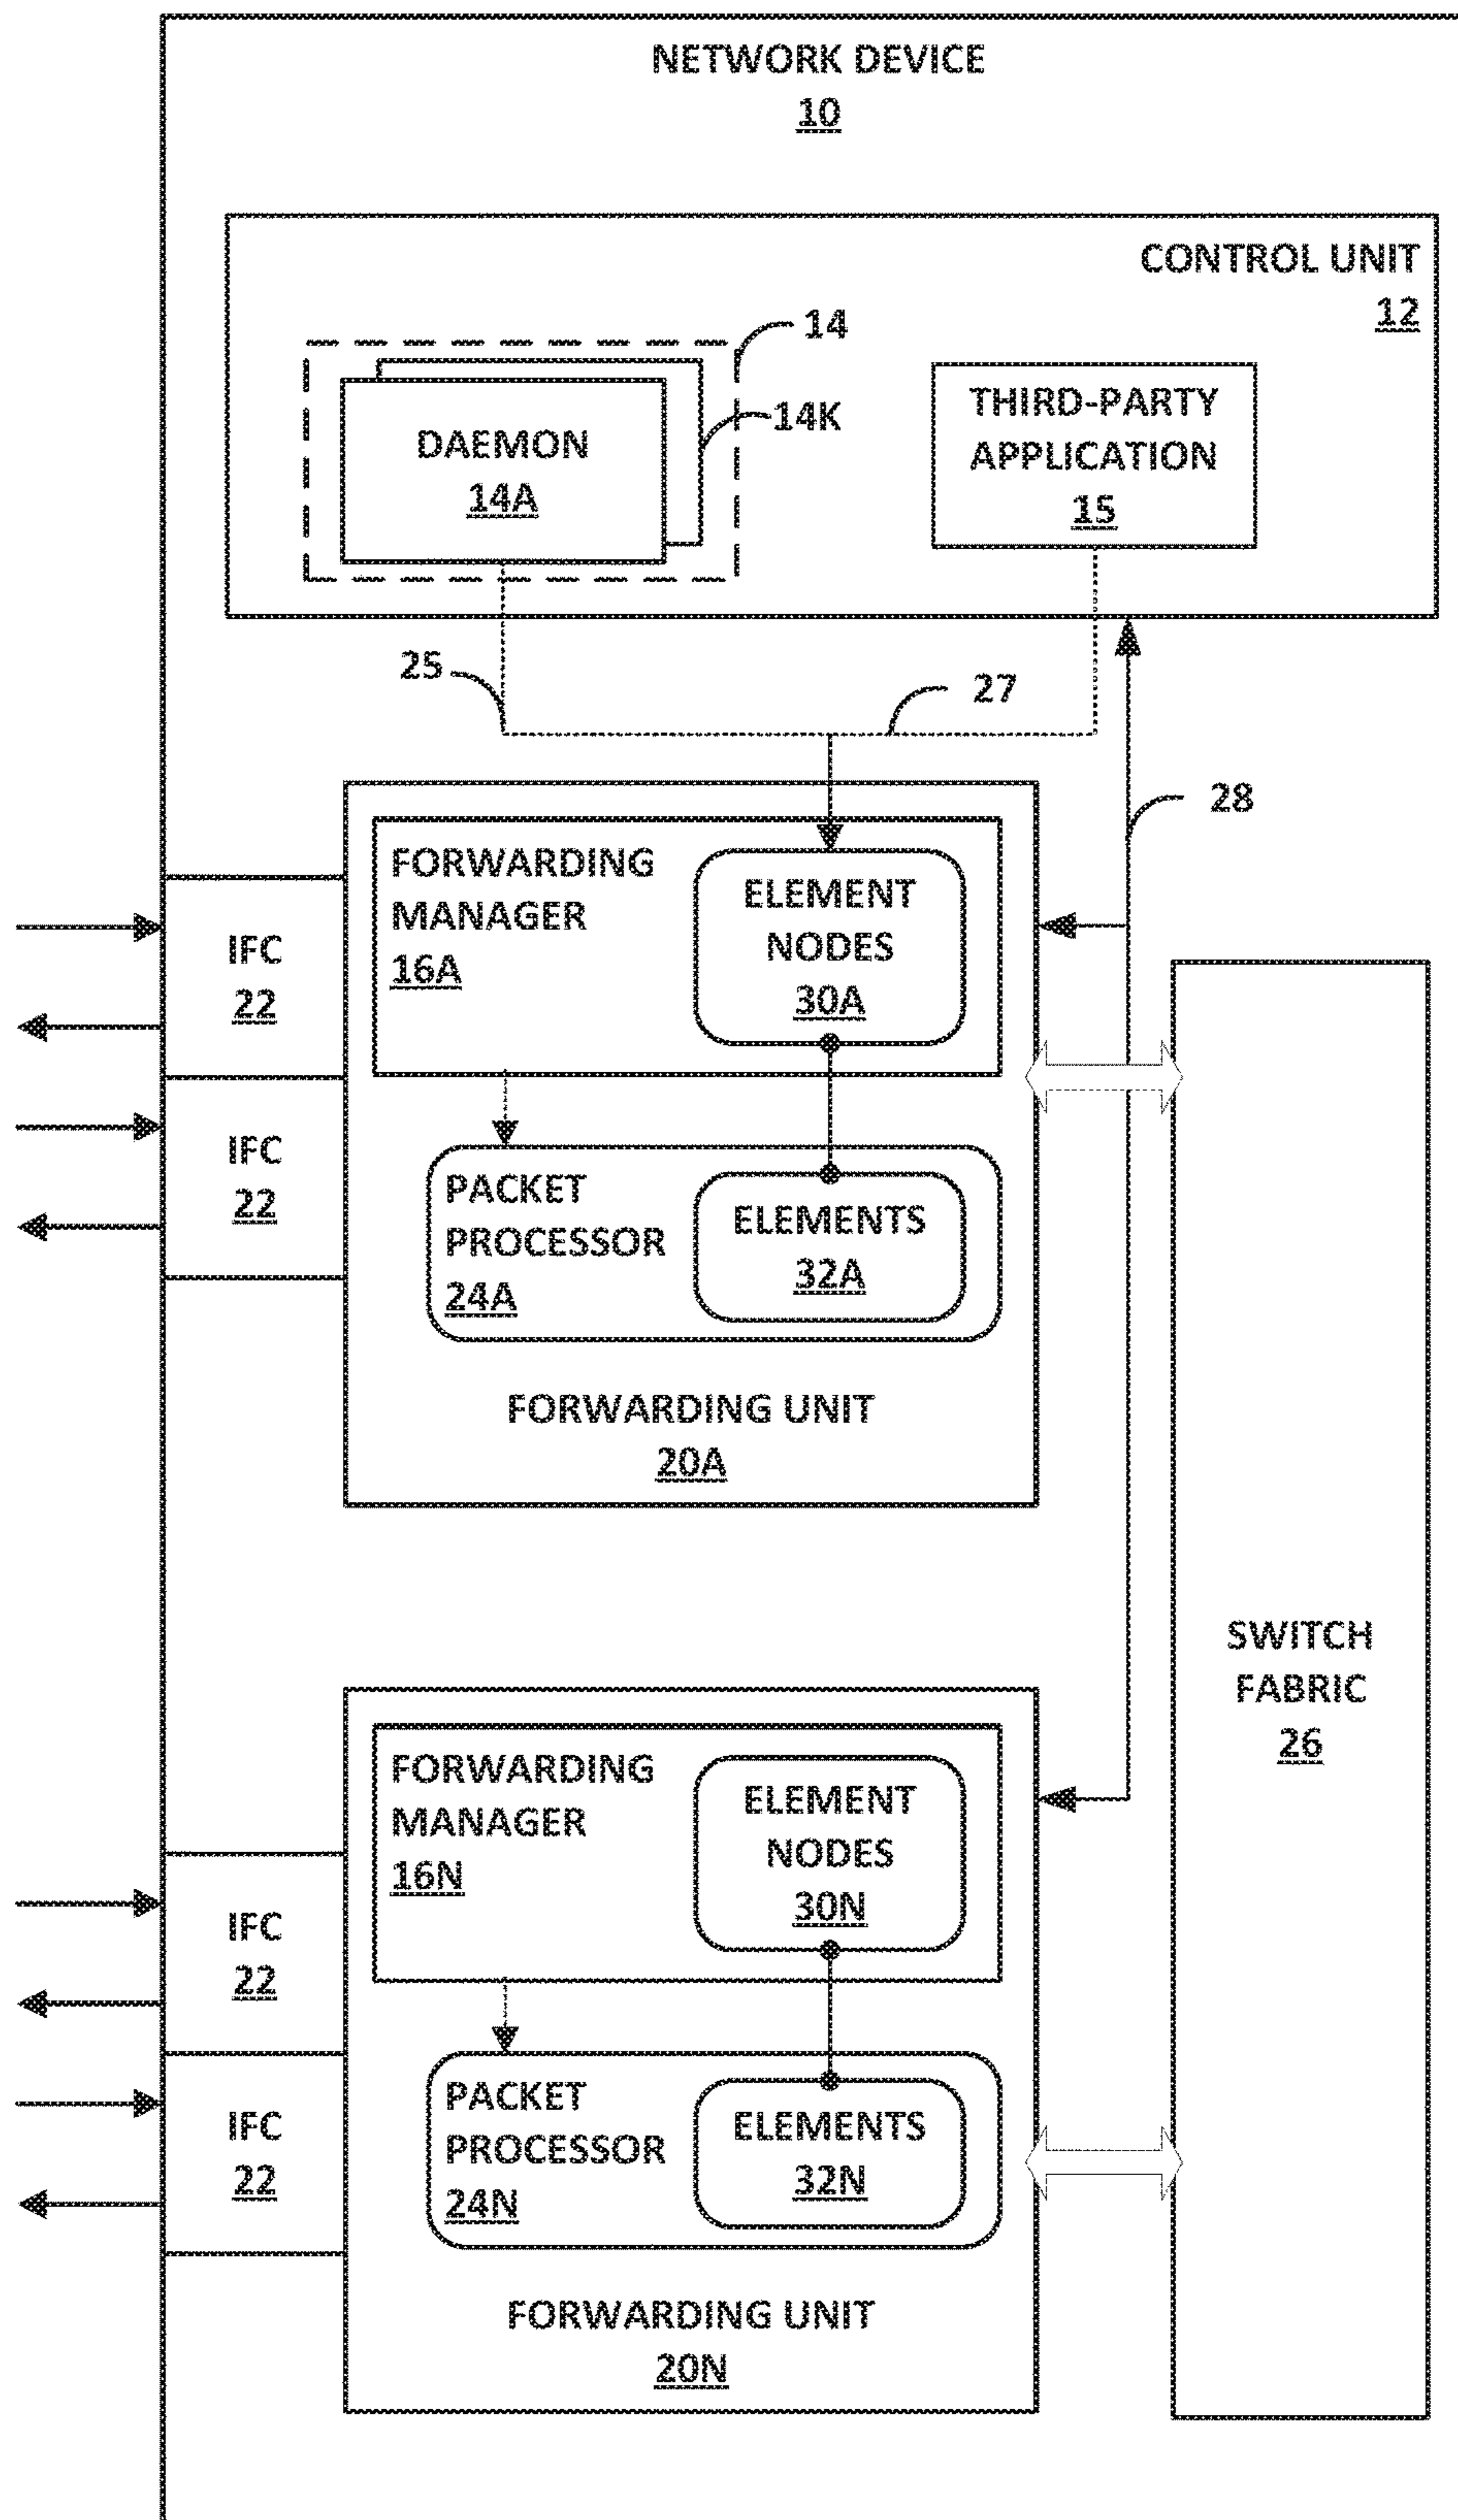 NETWORK DEVICE
10
CONTROL UNIT
12
14
14K
DAEMON
14A
THIRD-PARTY
APPLICATION
15
25
27
28
FORWARDING
MANAGER
16A
ELEMENT
NODES
30A
IFC
22
IFC
22
PACKET
PROCESSOR
24A
ELEMENTS
32A
FORWARDING UNIT
20A
SWITCH
FABRIC
26
FORWARDING
MANAGER
16N
ELEMENT
NODES
30N
IFC
22
IFC
22
PACKET
PROCESSOR
24N
ELEMENTS
32N
FORWARDING UNIT
20N